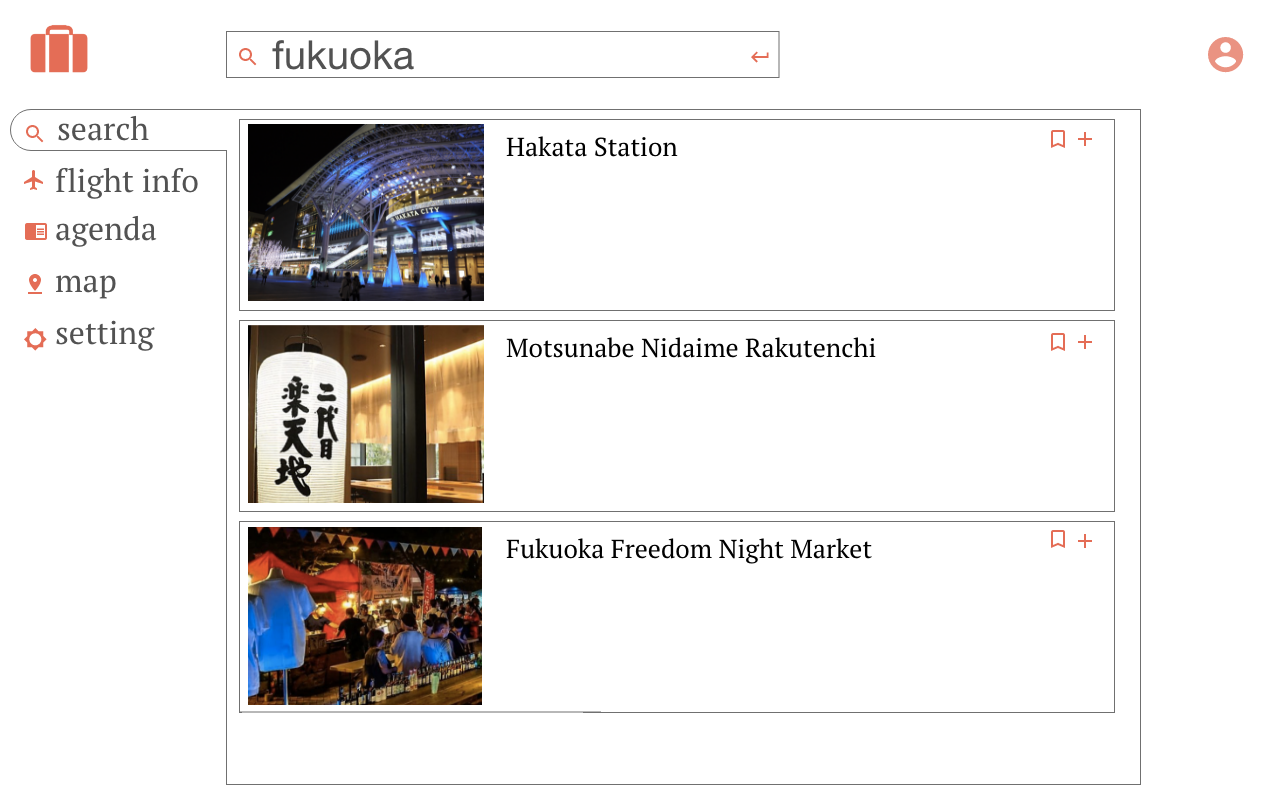 fukuoka
search
flight info
agenda
map
setting
Hakata Station
HAKATA CITY
Motsunabe Nidaime Rakutenchi
二代目
楽天地
Fukuoka Freedom Night Market